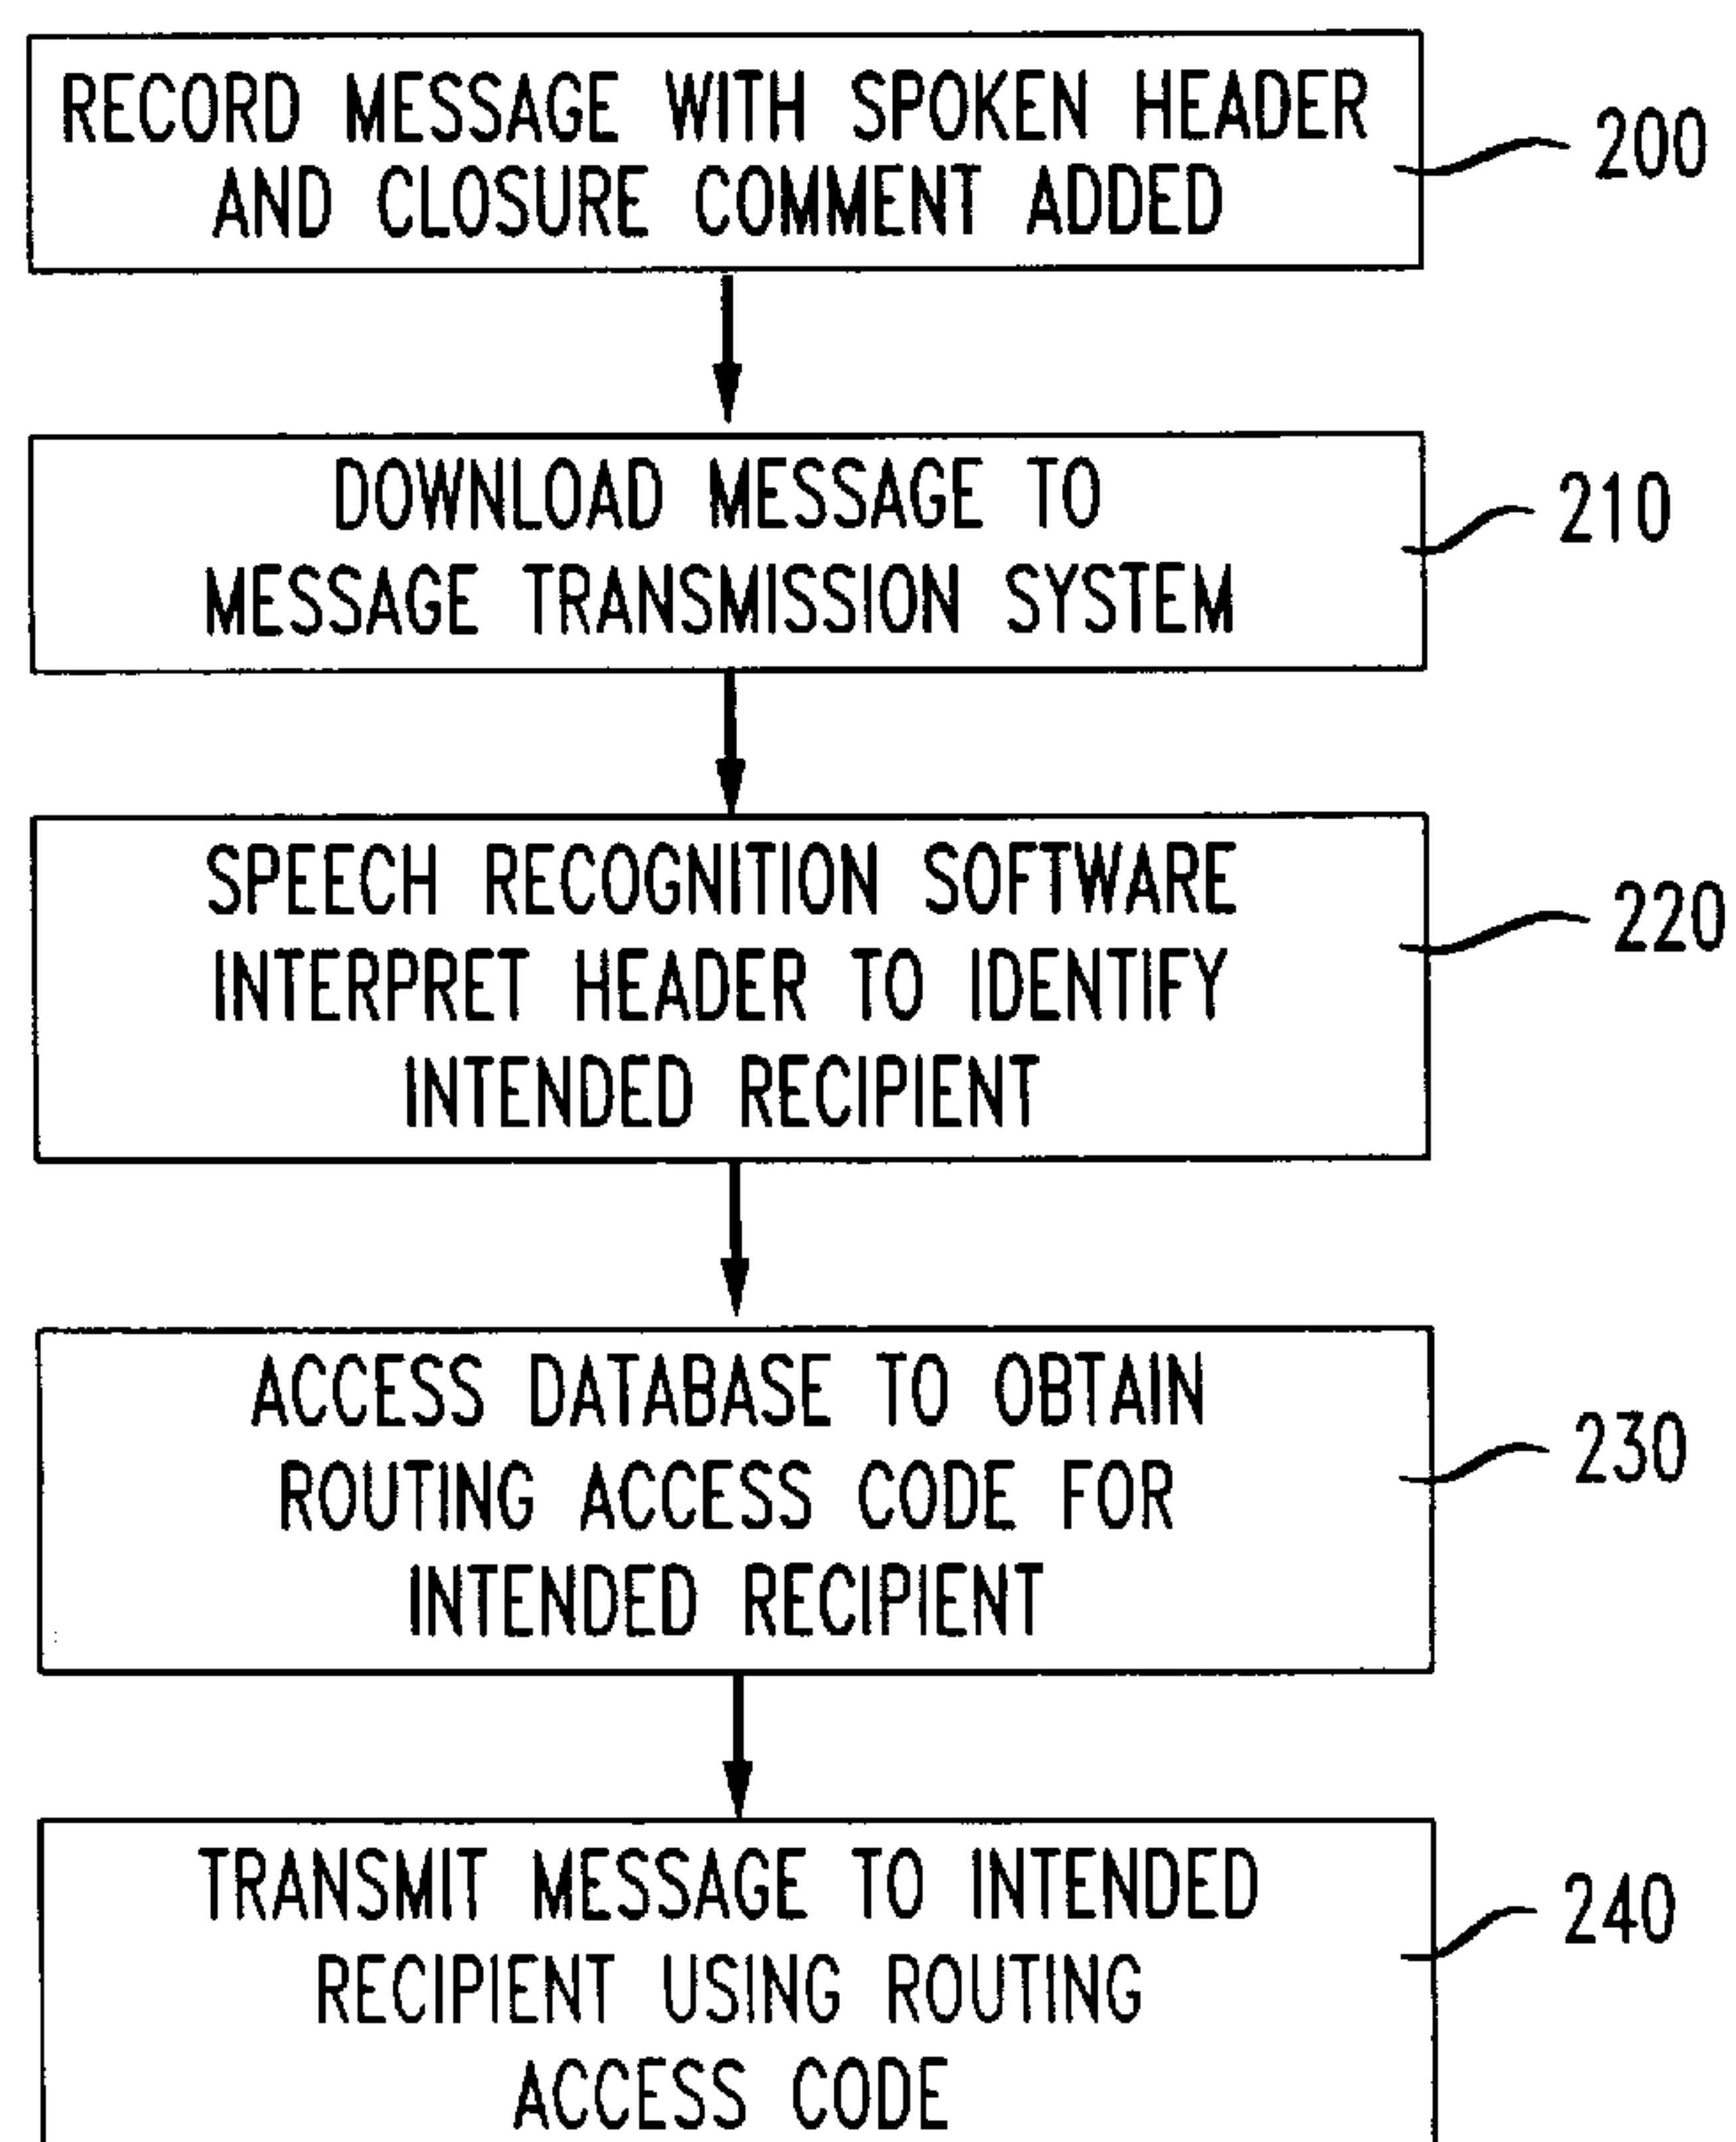 RECORD MESSAGE WITH SPOKEN HEADER
AND CLOSURE COMMENT ADDED
200
DOWNLOAD MESSAGE TO
MESSAGE TRANSMISSION SYSTEM
210
SPEECH RECOGNITION SOFTWARE
INTERPRET HEADER TO IDENTIFY
INTENDED RECIPIENT
220
ACCESS DATABASE TO OBTAIN
ROUTING ACCESS CODE FOR
INTENDED RECIPIENT
230
TRANSMIT MESSAGE TO INTENDED
RECIPIENT USING ROUTING
ACCESS CODE
240